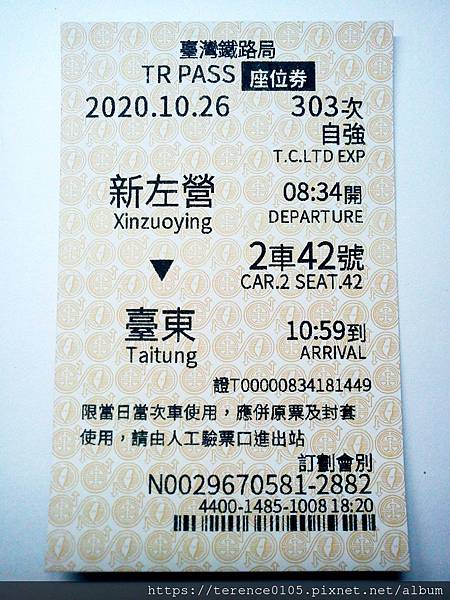 臺灣鐵路局
TR PASS 座位券
2020.10.26 303次
自強
T.C.LTD EXP
新左營 08:34開
Xinzuoying DEPARTURE
▼ 2車42號
CAR.2 SEAT.42
臺東 10:59到
Taitung ARRIVAL
證T00000834181449
限當日當次車使用，應併原票及封套
使用，請由人工驗票口進出站
訂劃會別
N0029670581-2882
4400-1485-1008 18:20
https://terence0105.pixnet.net/album